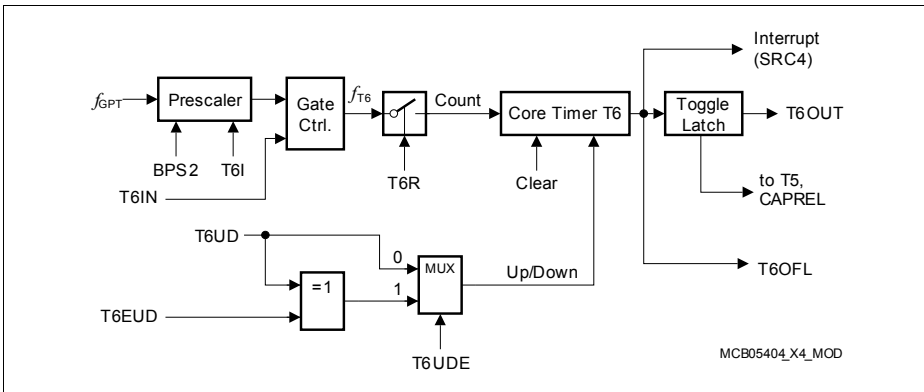 Interrupt
(SRC4)
fGPT
Prescaler
Gate
Ctrl.
fT6
Count
Core Timer T6
Toggle
Latch
T6OUT
BPS2
T6I
T6IN
T6R
Clear
to T5,
CAPREL
T6UD
0
MUX
Up/Down
T6OFL
=1
1
T6EUD
T6UDE
MCB05404_X4_MOD